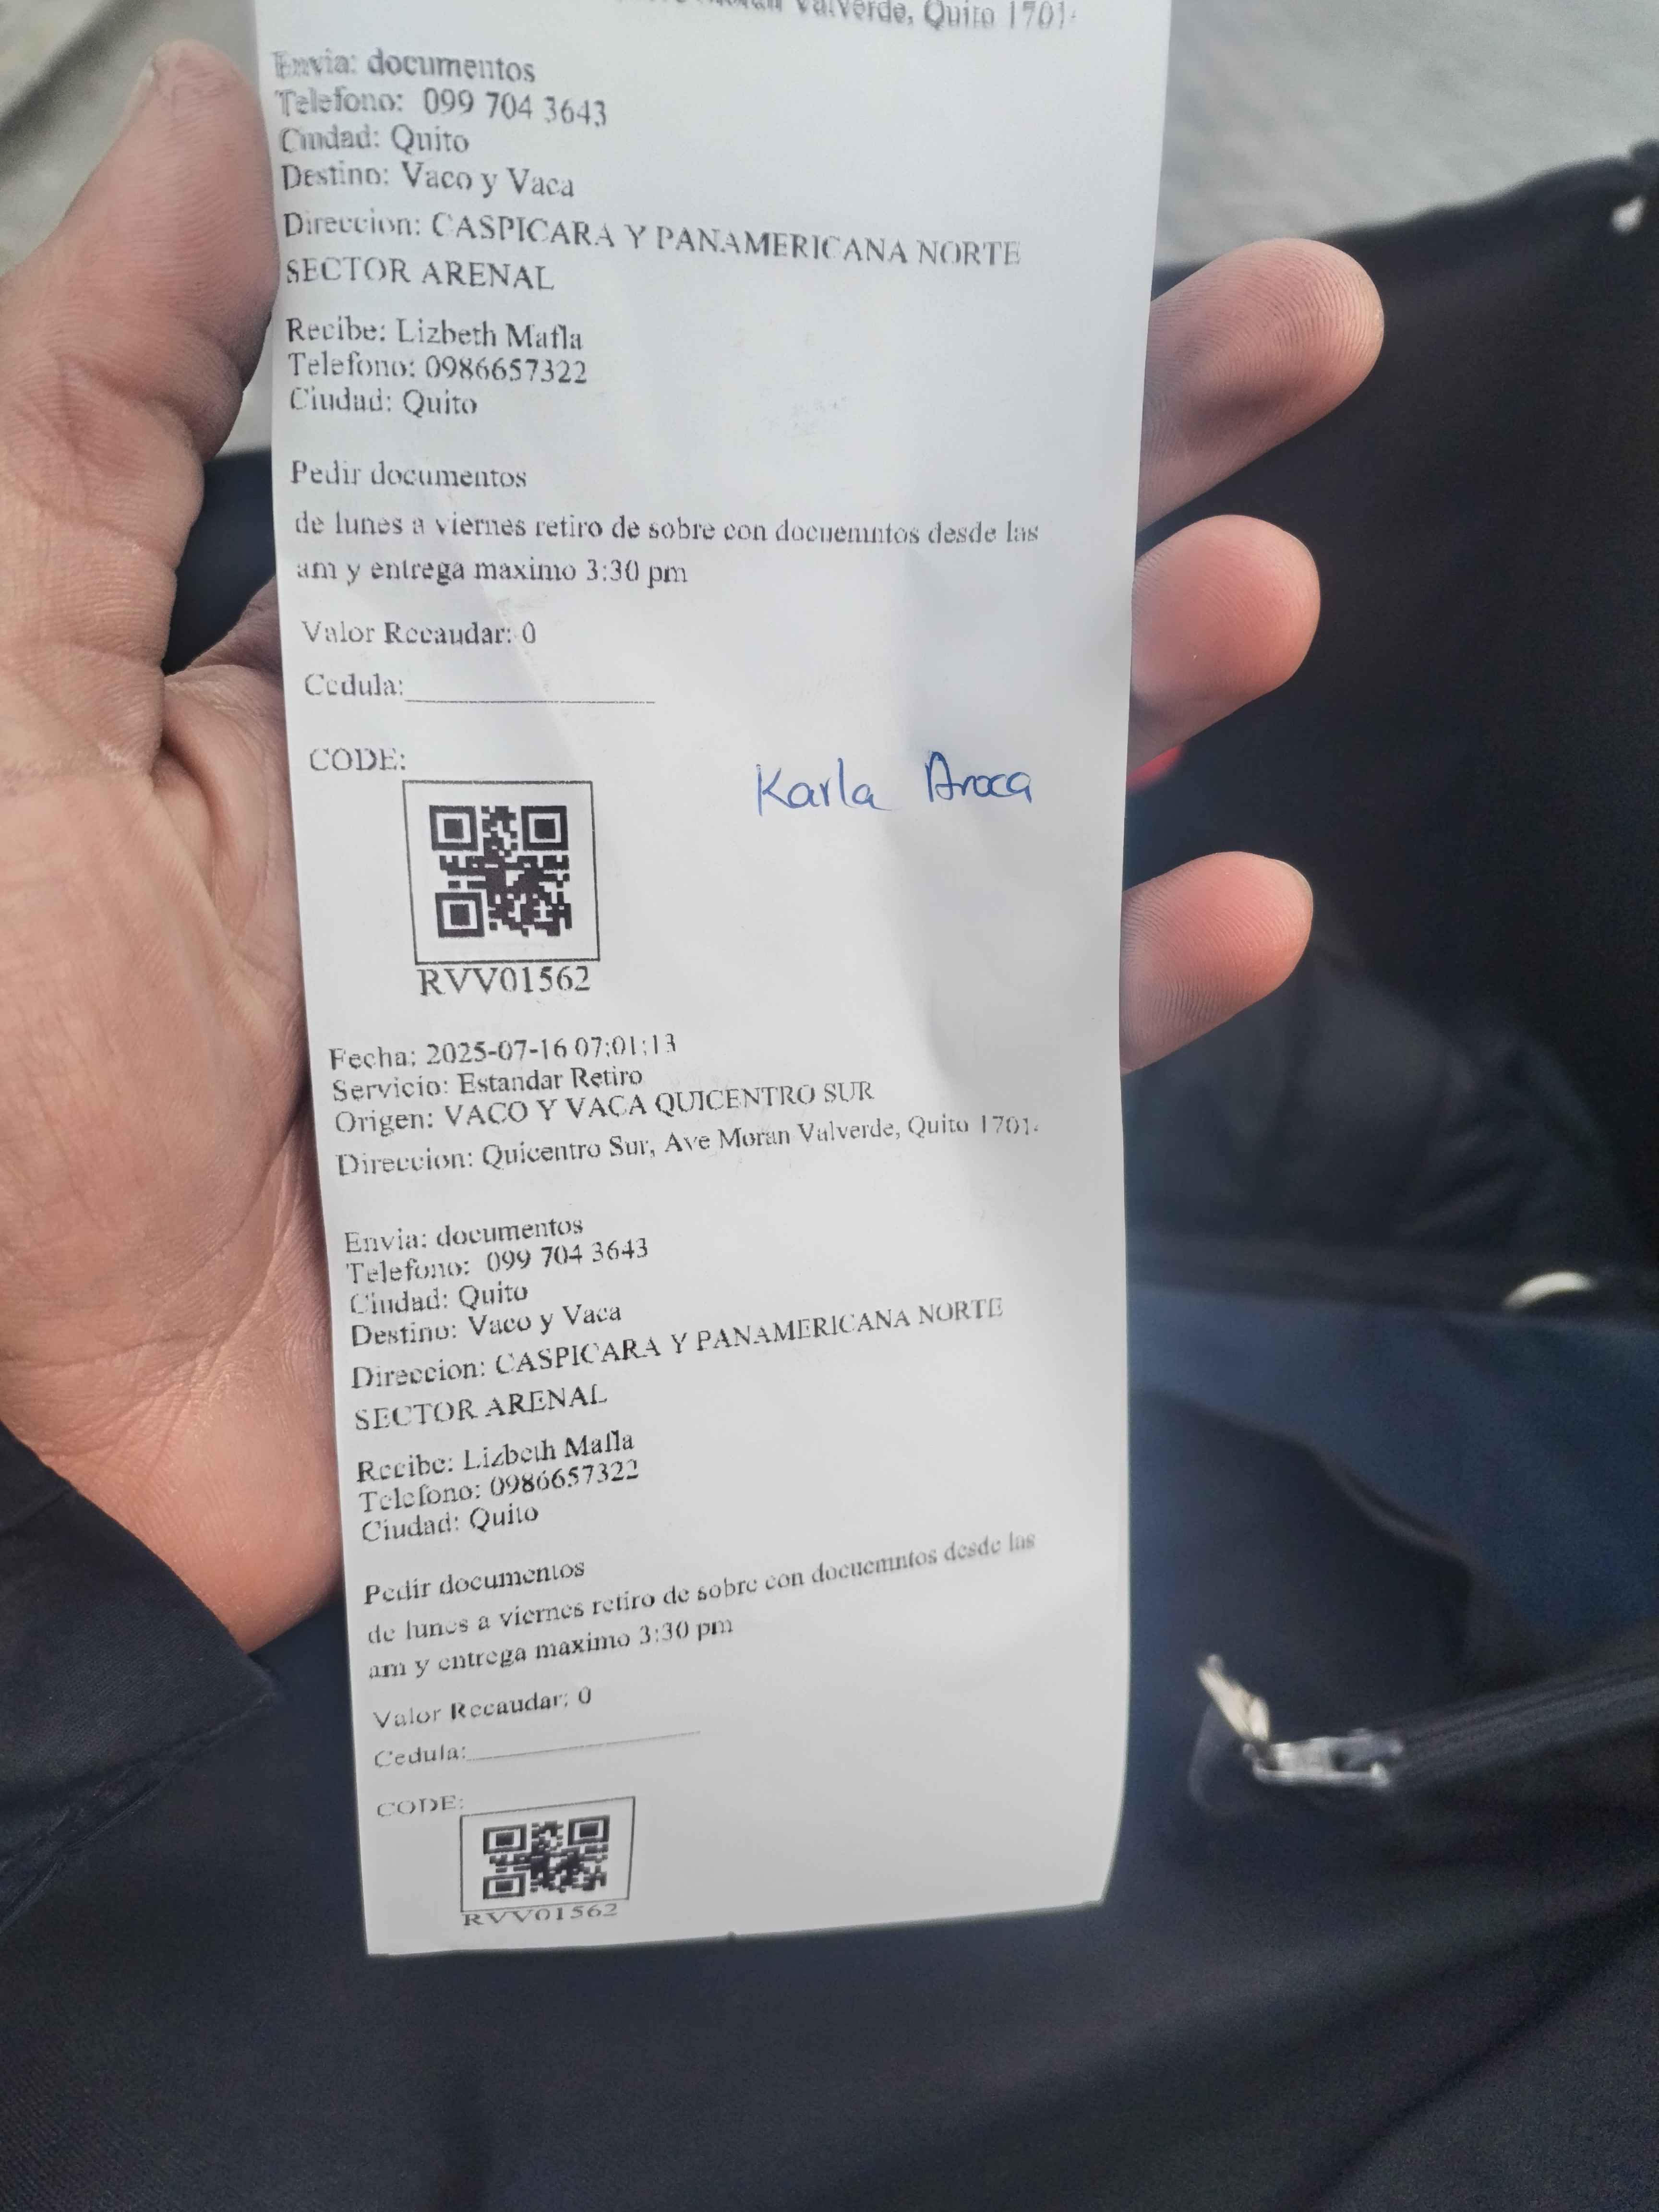 Valverde, Quito 1701
Envia: documentos
Telefono: 099 704 3643
Ciudad: Quito
Destino: Vaco y Vaca
Direccion: CASPICARA Y PANAMERICANA NORTE
SECTOR ARENAL
Recibe: Lizbeth Mafla
Telefono: 0986657322
Ciudad: Quito
Pedir documentos
de lunes a viernes retiro de sobre con docuemntos desde las
am y entrega maximo 3:30 pm
Valor Recaudar: 0
Cedula:
CODE:
Karla Aroca
RVV01562
Fecha: 2025-07-16 07:01:13
Servicio: Estandar Retiro
Origen: VACO Y VACA QUICENTRO SUR
Direccion: Quicentro Sur, Ave Moran Valverde, Quito 1701
Envia: documentos
Telefono: 099 704 3643
Ciudad: Quito
Destino: Vaco y Vaca
Direccion: CASPICARA Y PANAMERICANA NORTE
SECTOR ARENAL
Recibe: Lizbeth Mafla
Telefono: 0986657322
Ciudad: Quito
Pedir documentos
de lunes a viernes retiro de sobre con docuemntos desde las
am y entrega maximo 3:30 pm
Valor Recaudar: 0
Cedula:
CODE:
RVV01562